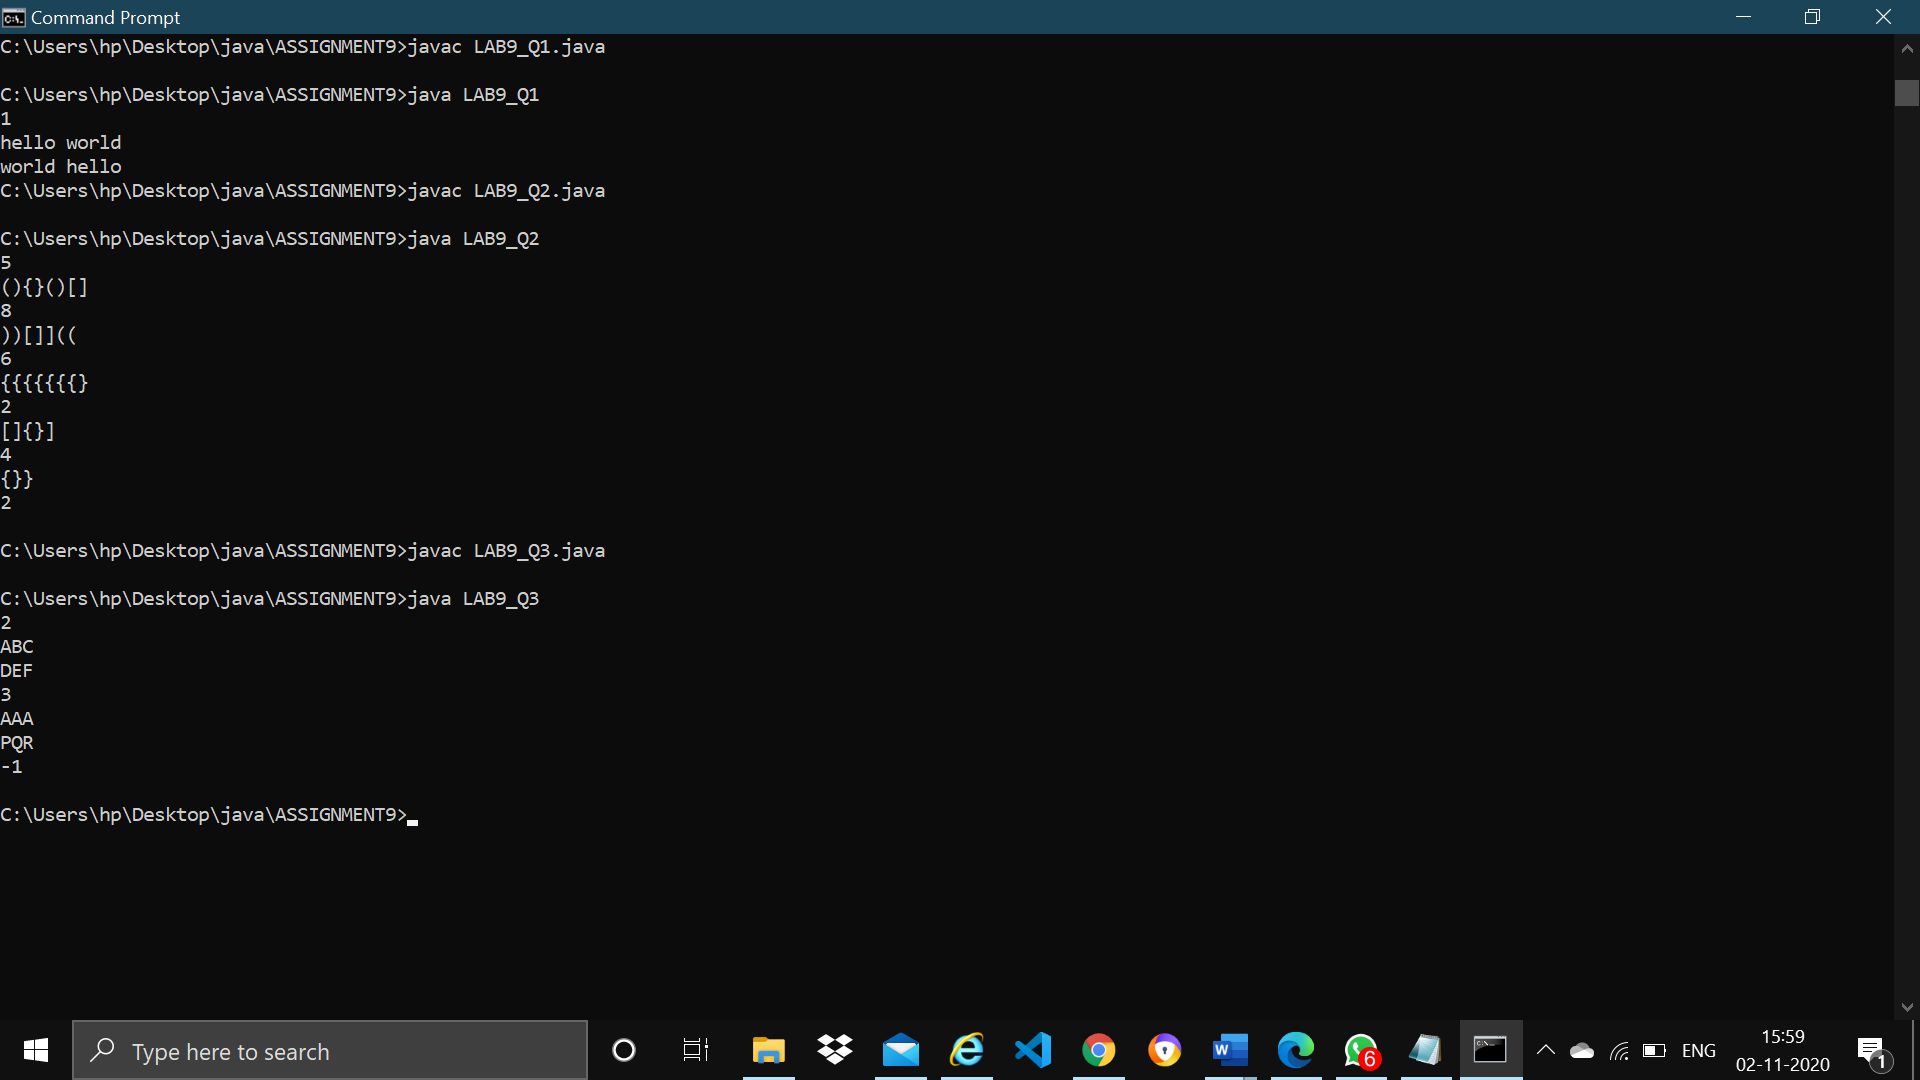 Command Prompt
C:\Users\hp\Desktop\java\ASSIGNMENT9>javac LAB9_Q1.java
C:\Users\hp\Desktop\java\ASSIGNMENT9>java LAB9_Q1
1
hello world
world hello
C:\Users\hp\Desktop\java\ASSIGNMENT9>javac LAB9_Q2.java
C:\Users\hp\Desktop\java\ASSIGNMENT9>java LAB9_Q2
5
(){}()[]
8
))[]]((
6
{{{{{{{}
2
[]{}]
4
{}}
2
C:\Users\hp\Desktop\java\ASSIGNMENT9>javac LAB9_Q3.java
C:\Users\hp\Desktop\java\ASSIGNMENT9>java LAB9_Q3
2
ABC
DEF
3
AAA
PQR
-1
C:\Users\hp\Desktop\java\ASSIGNMENT9>
Type here to search
6
ENG
15:59
02-11-2020
1